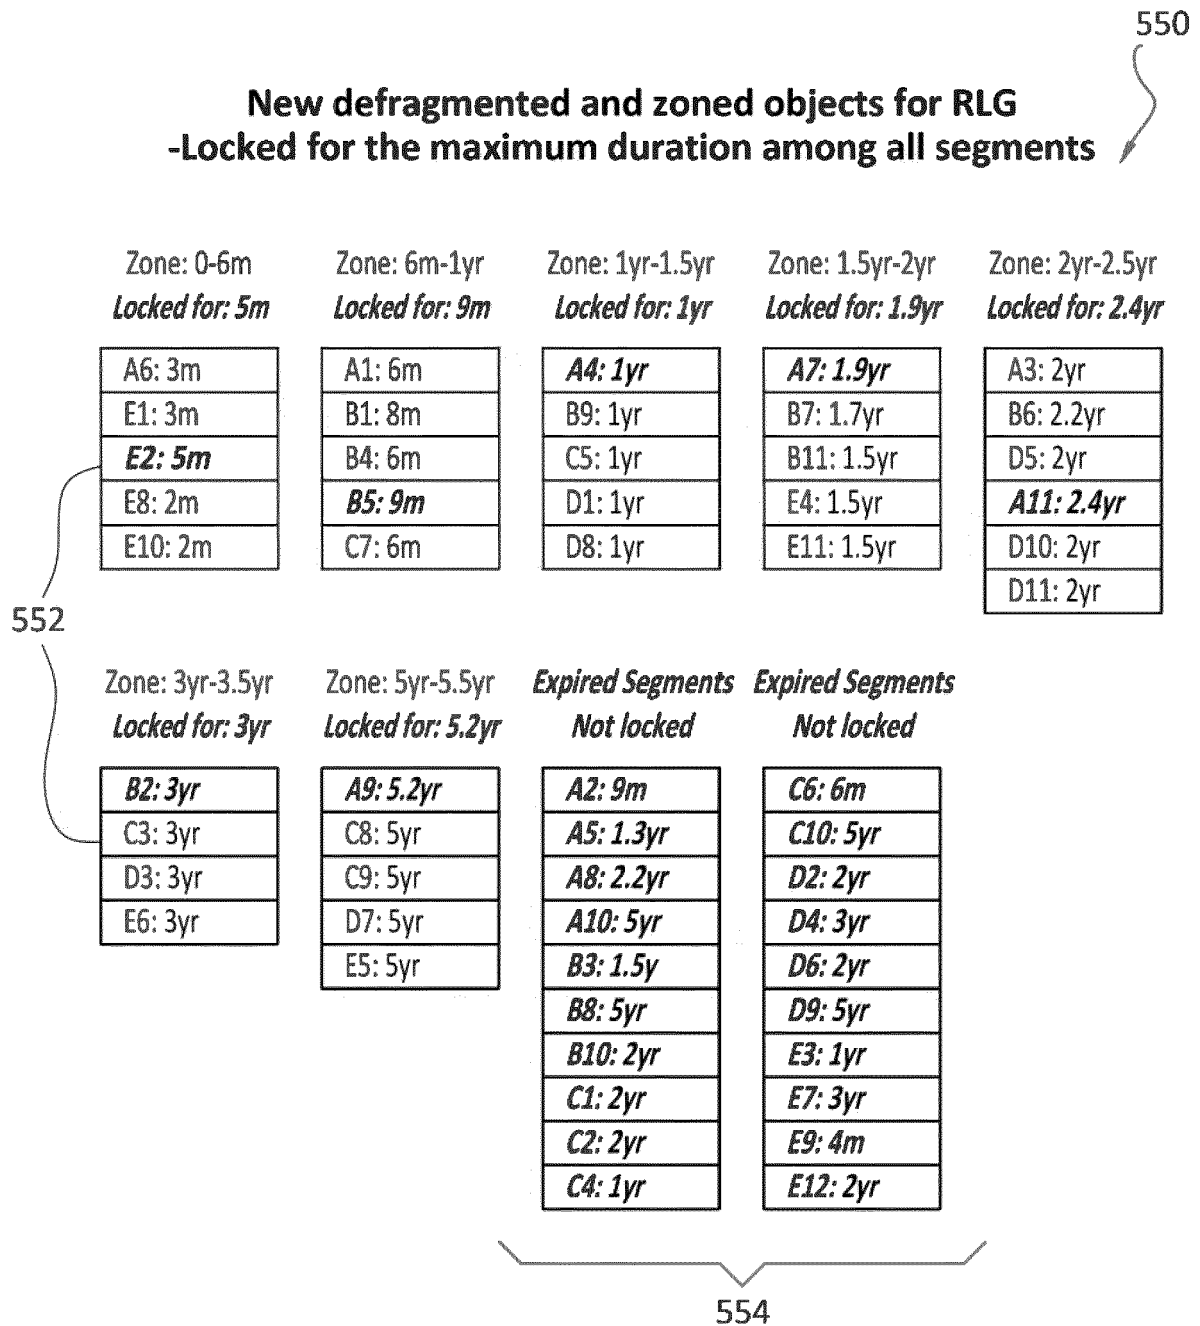 550
New defragmented and zoned objects for RLG
-Locked for the maximum duration among all segments
Zone: 0-6m
Locked for: 5m
A6: 3m
E1: 3m
E2: 5m
E8: 2m
E10: 2m
Zone: 6m-1yr
Locked for: 9m
A1: 6m
B1: 8m
B4: 6m
B5: 9m
C7: 6m
Zone: 1yr-1.5yr
Locked for: 1yr
A4: 1yr
B9: 1yr
C5: 1yr
D1: 1yr
D8: 1yr
Zone: 1.5yr-2yr
Locked for: 1.9yr
A7: 1.9yr
B7: 1.7yr
B11: 1.5yr
E4: 1.5yr
E11: 1.5yr
Zone: 2yr-2.5yr
Locked for: 2.4yr
A3: 2yr
B6: 2.2yr
D5: 2yr
A11: 2.4yr
D10: 2yr
D11: 2yr
552
Zone: 3yr-3.5yr
Locked for: 3yr
B2: 3yr
C3: 3yr
D3: 3yr
E6: 3yr
Zone: 5yr-5.5yr
Locked for: 5.2yr
A9: 5.2yr
C8: 5yr
C9: 5yr
D7: 5yr
E5: 5yr
Expired Segments
Not locked
A2: 9m
A5: 1.3yr
A8: 2.2yr
A10: 5yr
B3: 1.5y
B8: 5yr
B10: 2yr
C1: 2yr
C2: 2yr
C4: 1yr
Expired Segments
Not locked
C6: 6m
C10: 5yr
D2: 2yr
D4: 3yr
D6: 2yr
D9: 5yr
E3: 1yr
E7: 3yr
E9: 4m
E12: 2yr
554